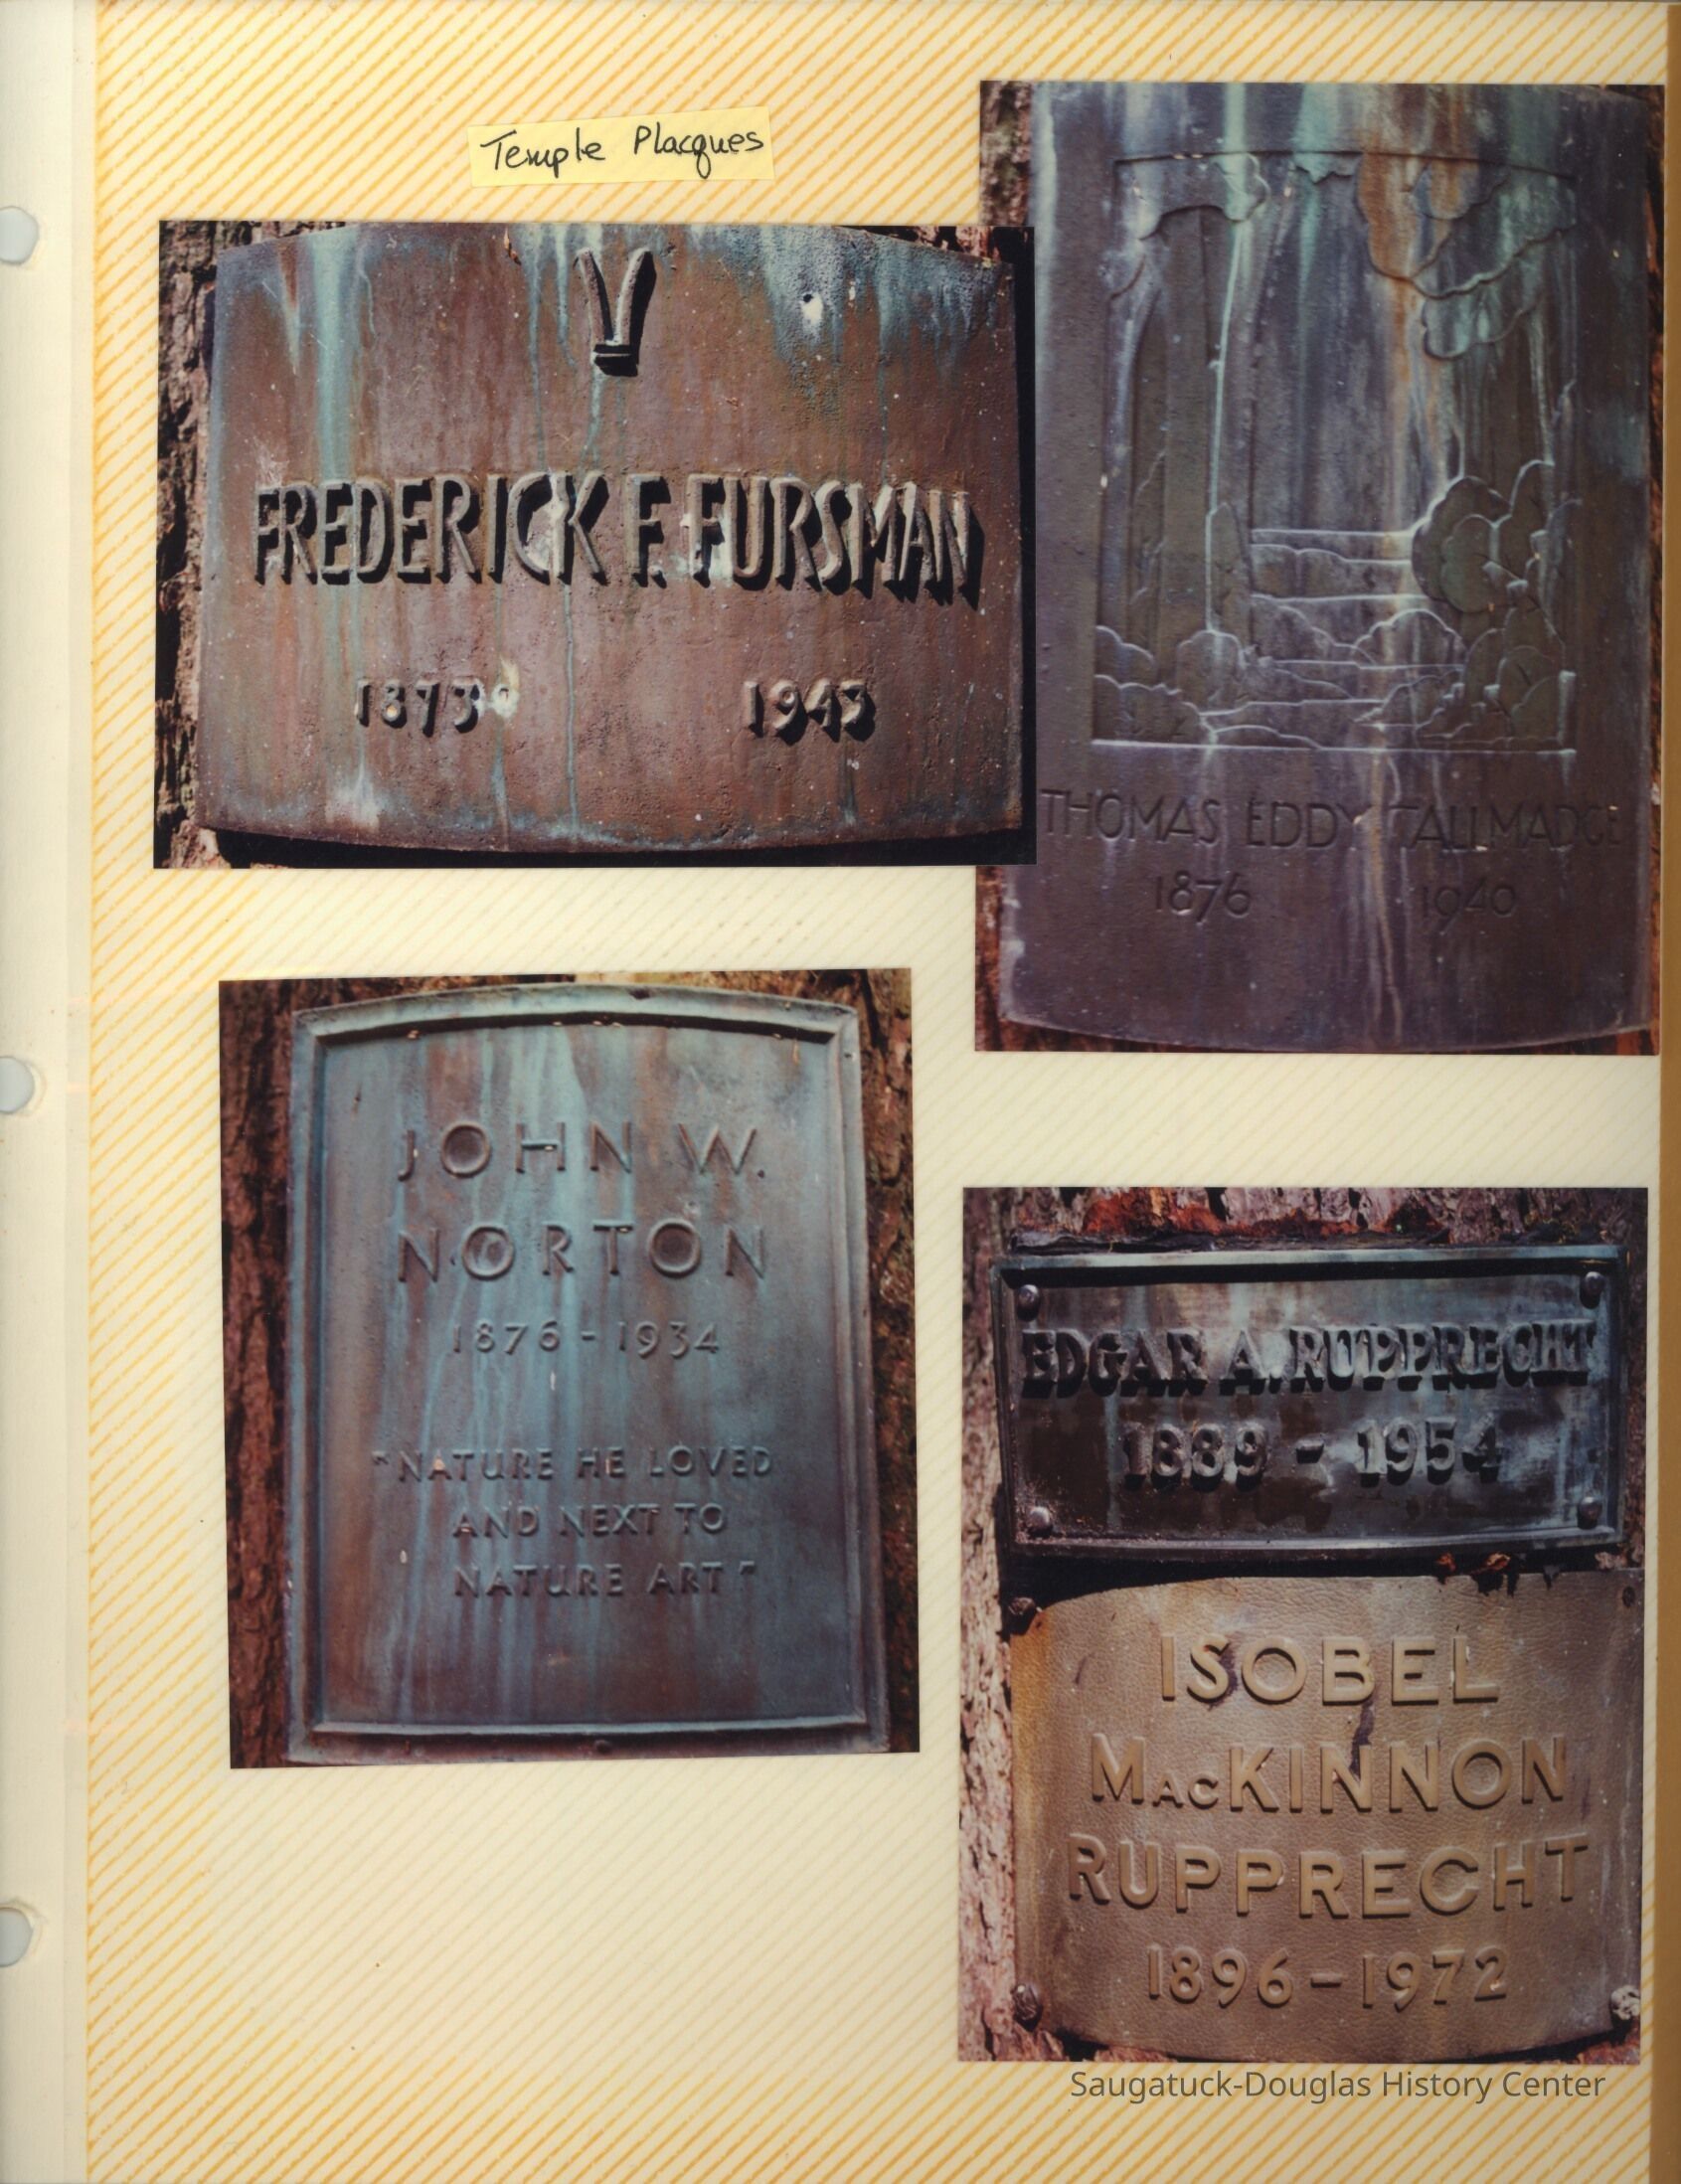 Temple Placques
FREDERICK F. FURSMAN
1873 1943
THOMAS EDDY TALLMADGE
1876 1940
JOHN W.
NORTON
1876 - 1934
"NATURE HE LOVED
AND NEXT TO
NATURE ART"
EDGAR A. RUPPRECHT
1889 - 1954
ISOBEL
MACKINNON
RUPPRECHT
1896-1972
Saugatuck-Douglas History Center